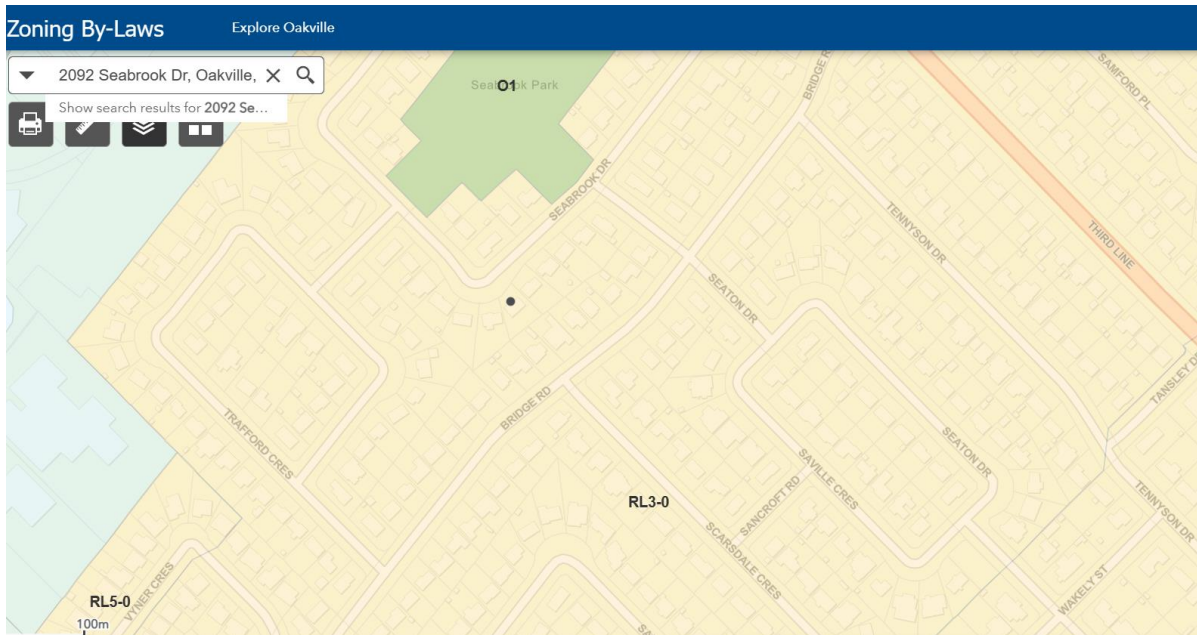 Zoning By-Laws
Explore Oakville
2092 Seabrook Dr, Oakville,
Show search results for 2092 Se...
Seabrook Park
O1
BRIDGE R
SAMFORD PL
SEABROOK DR
TENNYSON DR
THIRD LINE
SEATON DR
TANSLEY D
BRIDGE RD
TRAFFORD CRES
SEATON DR
SAVILLE CRES
SANCROFT RD
RL3-0
SCARSDALE CRES
TENNYSON DR
WAKELY ST
VYNER CRES
RL5-0
100m